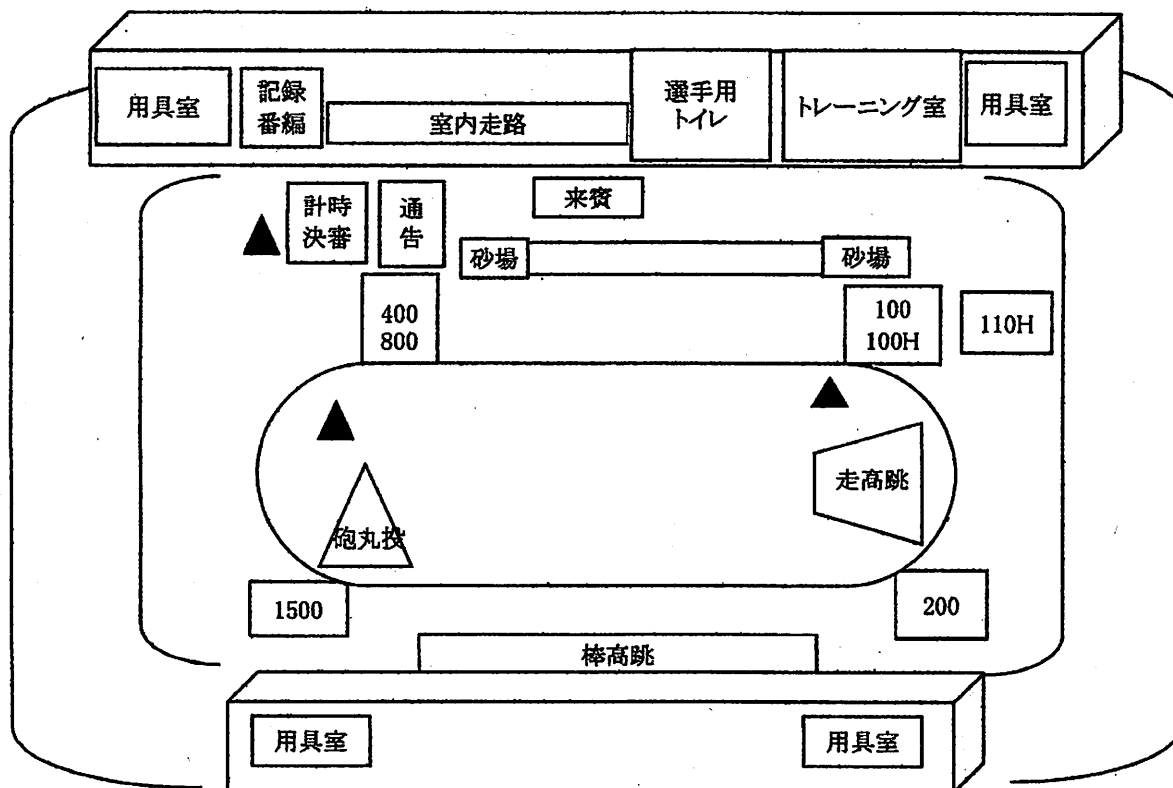 用具室
記録
番編
室内走路
選手用
トイレ
トレーニング室
用具室
計時
決審
通
告
来賓
砂場
砂場
400
800
100
100H
110H
走高跳
砲丸投
1500
200
棒高跳
用具室
用具室